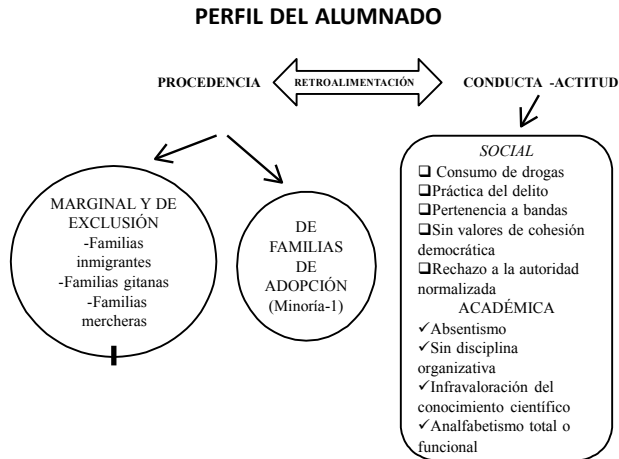 PERFIL DEL ALUMNADO
PROCEDENCIA
RETROALIMENTACIÓN
CONDUCTA -ACTITUD
MARGINAL Y DE
EXCLUSIÓN
-Familias
inmigrantes
-Familias gitanas
-Familias
mercheras
DE
FAMILIAS
DE
ADOPCIÓN
(Minoría-1)
SOCIAL
❑ Consumo de drogas
❑Práctica del delito
❑Pertenencia a bandas
❑Sin valores de cohesión
democrática
❑Rechazo a la autoridad
normalizada
ACADÉMICA
✓Absentismo
✓Sin disciplina
organizativa
✓Infravaloración del
conocimiento científico
✓Analfabetismo total o
funcional